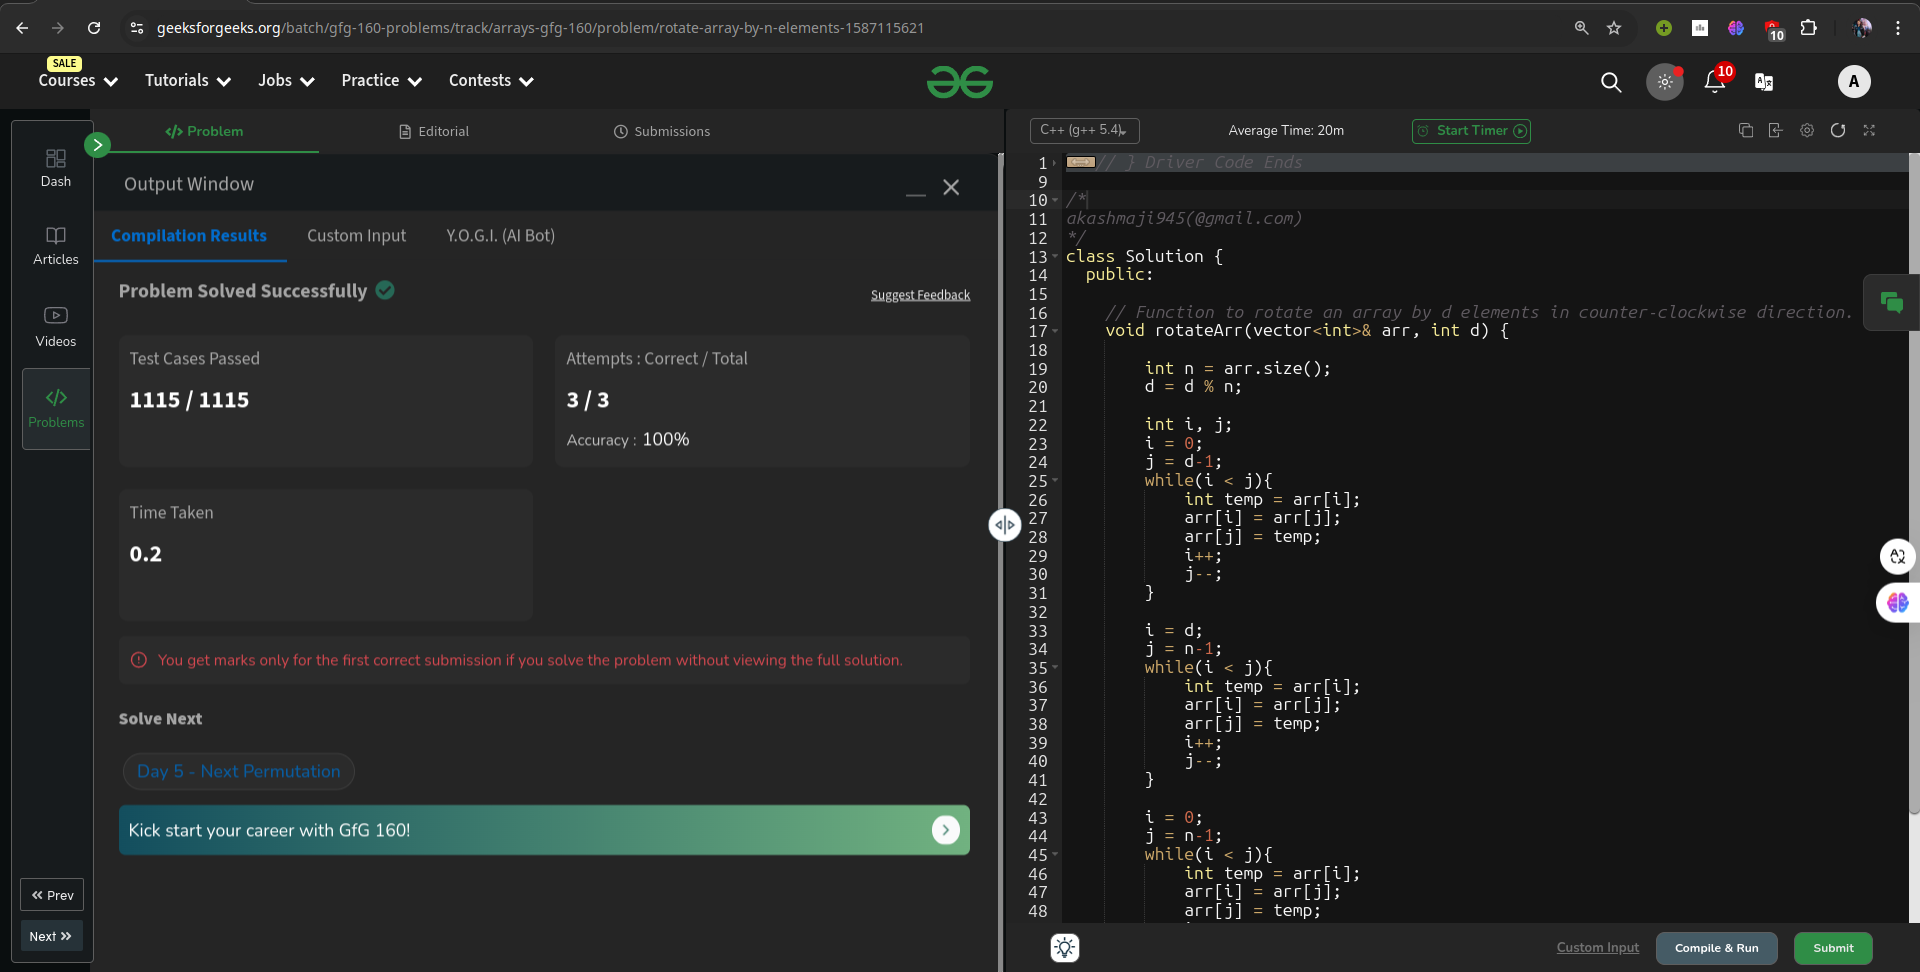 geeksforgeeks.org/batch/gfg-160-problems/track/arrays-gfg-160/problem/rotate-array-by-n-elements-1587115621
10
SALE
Courses
Tutorials
Jobs
Practice
Contests
10
A
Dash
Articles
Videos
Problems
<< Prev
Next >>
</> Problem
Editorial
Submissions
Output Window
Compilation Results
Custom Input
Y.O.G.I. (AI Bot)
Problem Solved Successfully
Suggest Feedback
Test Cases Passed
1115 / 1115
Attempts : Correct / Total
3 / 3
Accuracy : 100%
Time Taken
0.2
You get marks only for the first correct submission if you solve the problem without viewing the full solution.
Solve Next
Day 5 - Next Permutation
Kick start your career with GfG 160!
C++ (g++ 5.4)
Average Time: 20m
Start Timer
1 // } Driver Code Ends
9
10 /*
11 akashmaji945(@gmail.com)
12 */
13 class Solution {
14 public:
15
16 // Function to rotate an array by d elements in counter-clockwise direction.
17 void rotateArr(vector<int>& arr, int d) {
18
19 int n = arr.size();
20 d = d % n;
21
22 int i, j;
23 i = 0;
24 j = d-1;
25 while(i < j){
26 int temp = arr[i];
27 arr[i] = arr[j];
28 arr[j] = temp;
29 i++;
30 j--;
31 }
32
33 i = d;
34 j = n-1;
35 while(i < j){
36 int temp = arr[i];
37 arr[i] = arr[j];
38 arr[j] = temp;
39 i++;
40 j--;
41 }
42
43 i = 0;
44 j = n-1;
45 while(i < j){
46 int temp = arr[i];
47 arr[i] = arr[j];
48 arr[j] = temp;
Custom Input
Compile & Run
Submit